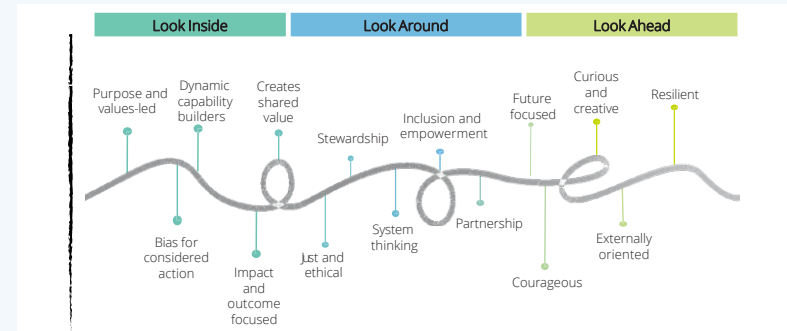 Look Inside
Look Around
Look Ahead
Purpose and
values-led
Dynamic
capability
builders
Creates
shared
value
Stewardship
Inclusion and
empowerment
Future
focused
Curious
and
creative
Resilient
Bias for
considered
action
Impact
and
outcome
focused
Just and
ethical
System
thinking
Partnership
Courageous
Externally
oriented